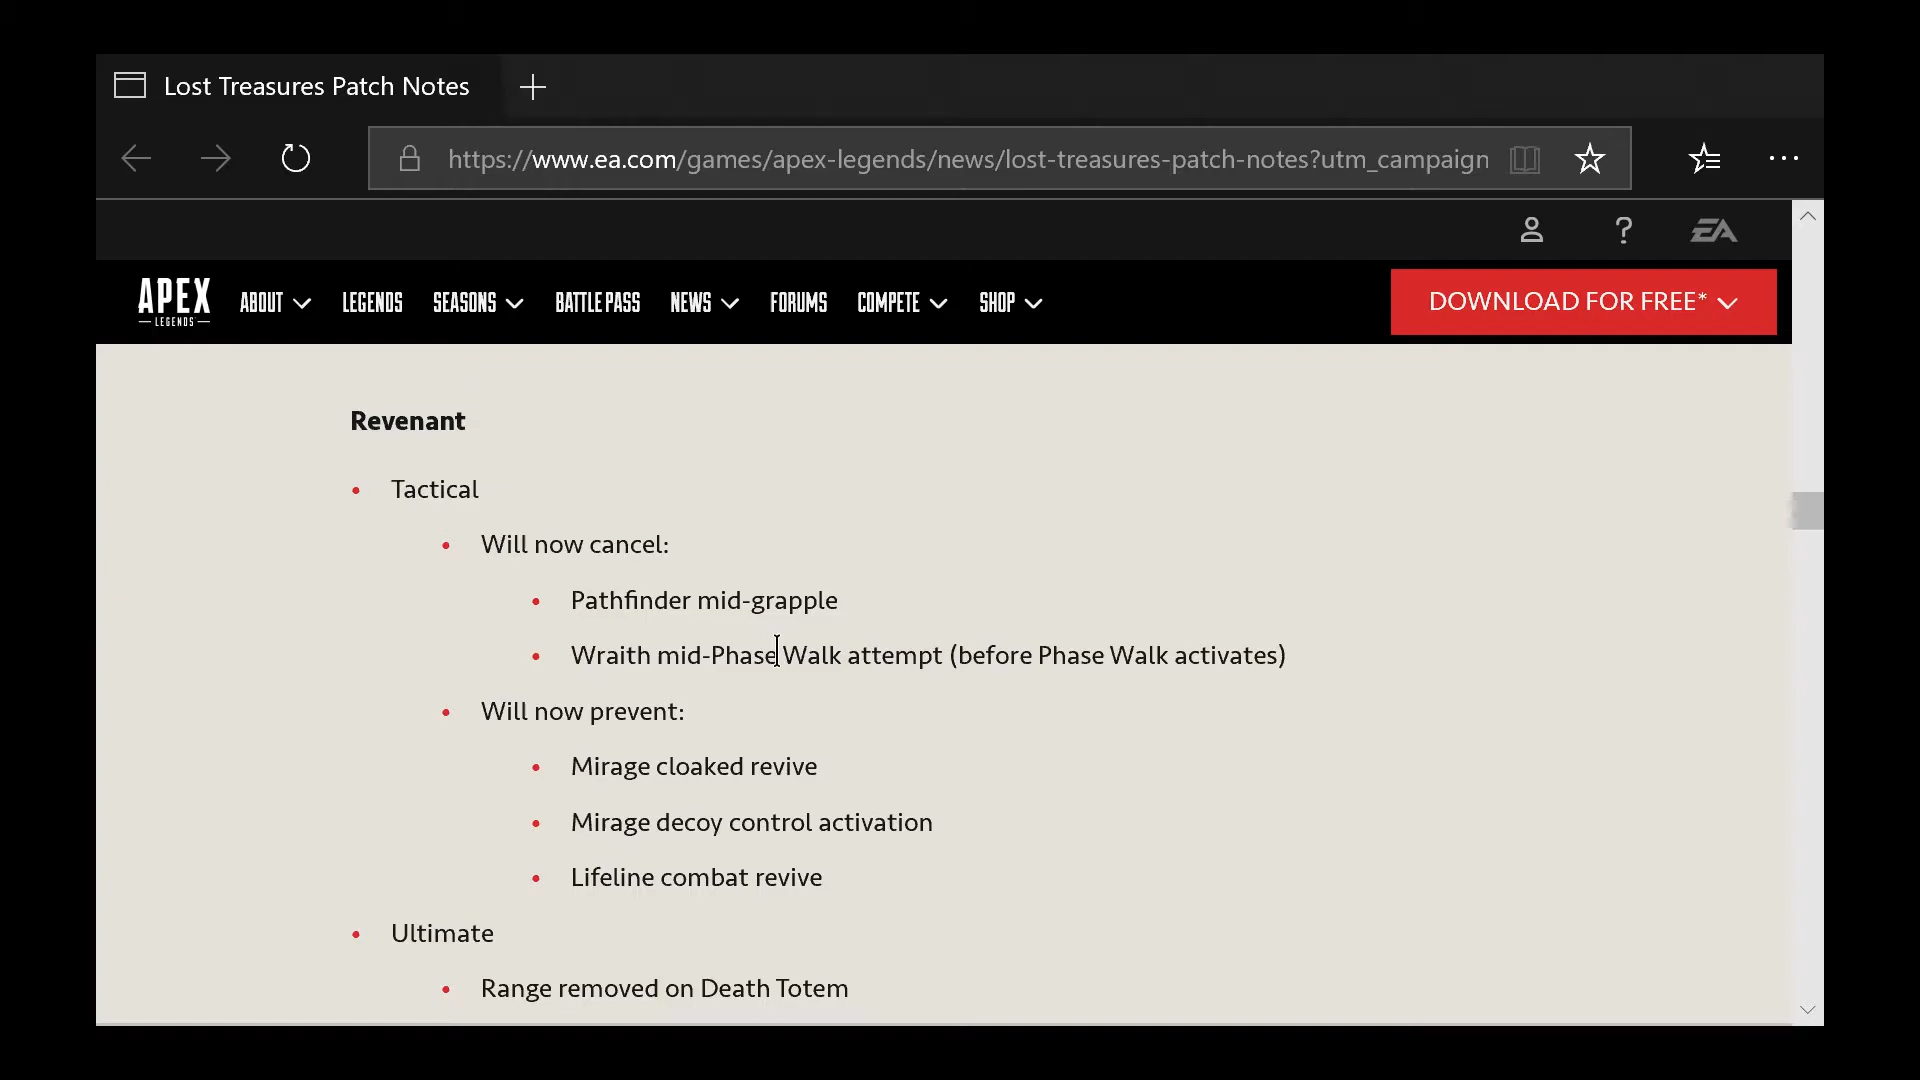 Lost Treasures Patch Notes
https://www.ea.com/games/apex-legends/news/lost-treasures-patch-notes?utm_campaign
? EA
APEX LEGENDS ABOUT LEGENDS SEASONS BATTLE PASS NEWS FORUMS COMPETE SHOP DOWNLOAD FOR FREE*
Revenant
• Tactical
• Will now cancel:
• Pathfinder mid-grapple
• Wraith mid-Phase Walk attempt (before Phase Walk activates)
• Will now prevent:
• Mirage cloaked revive
• Mirage decoy control activation
• Lifeline combat revive
• Ultimate
• Range removed on Death Totem